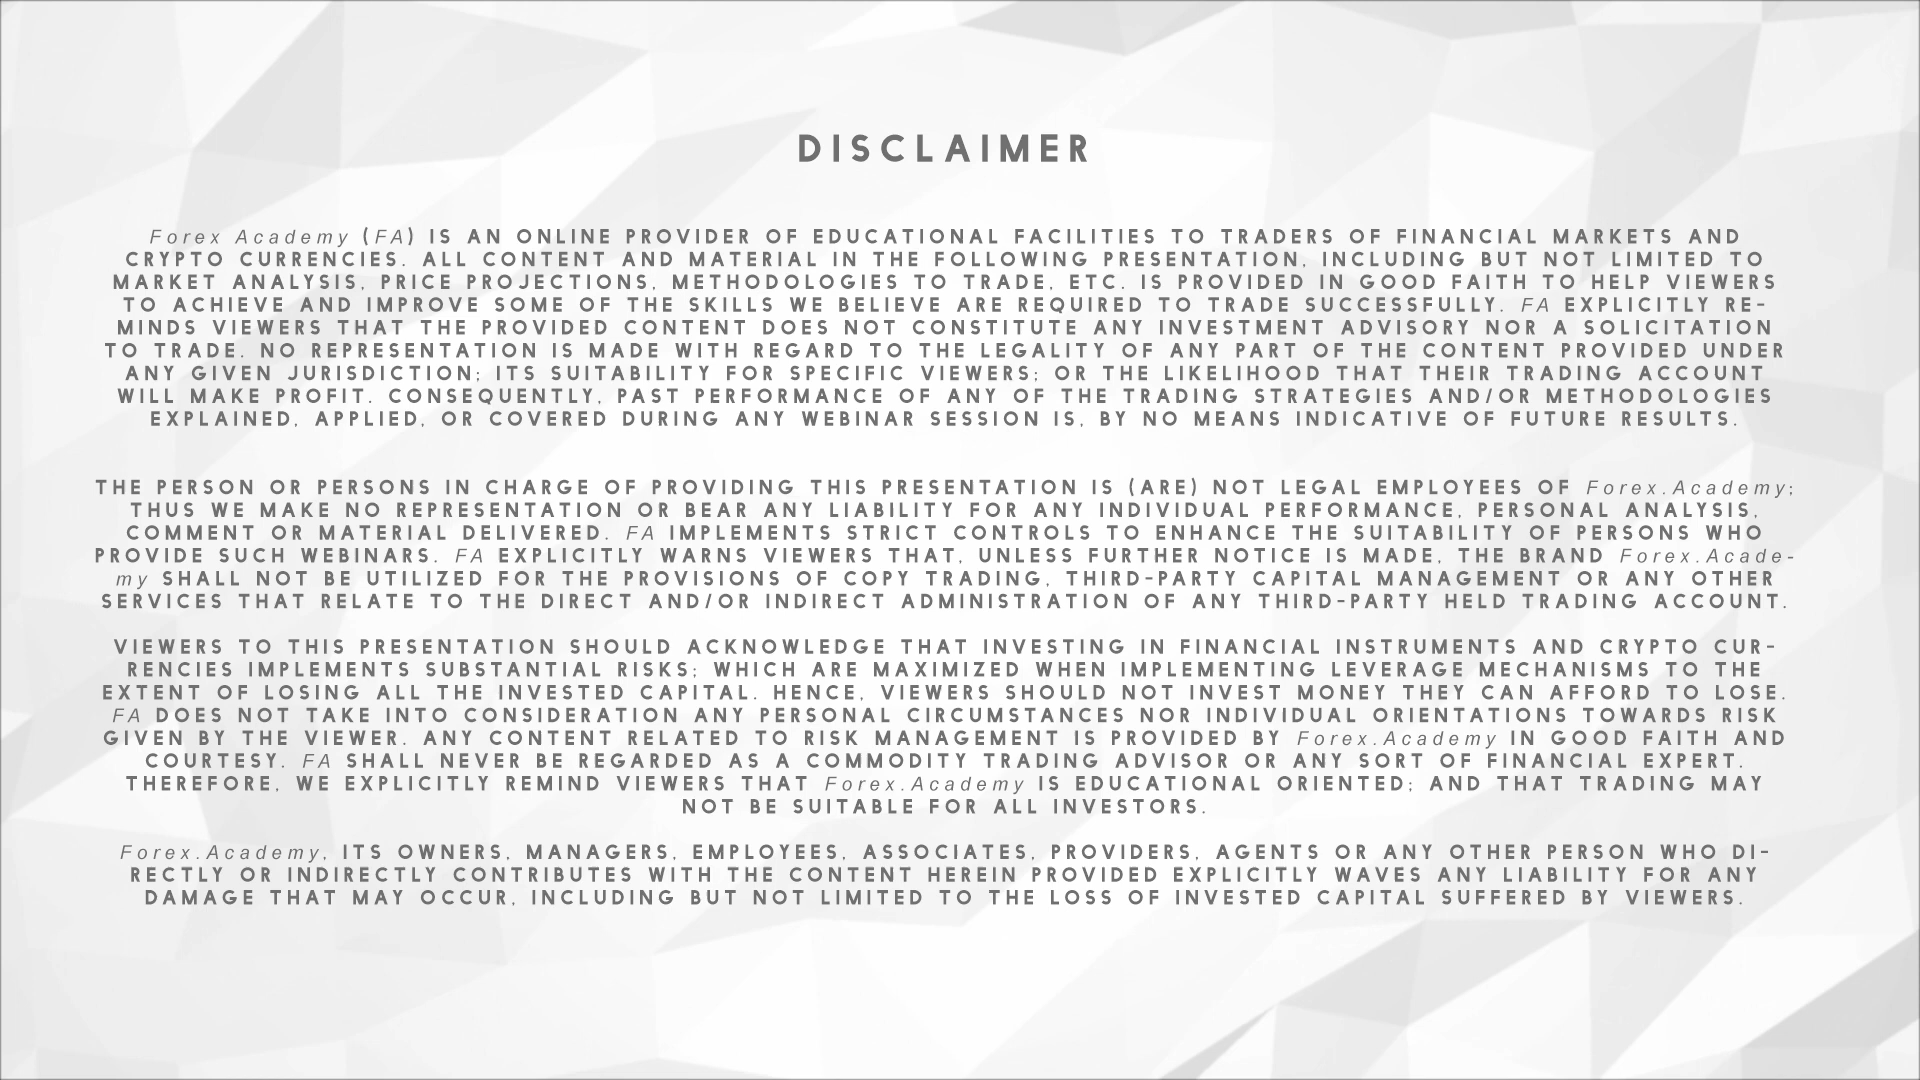 DISCLAIMER
Forex Academy (FA) IS AN ONLINE PROVIDER OF EDUCATIONAL FACILITIES TO TRADERS OF FINANCIAL MARKETS AND
CRYPTO CURRENCIES. ALL CONTENT AND MATERIAL IN THE FOLLOWING PRESENTATION, INCLUDING BUT NOT LIMITED TO
MARKET ANALYSIS, PRICE PROJECTIONS, METHODOLOGIES TO TRADE, ETC. IS PROVIDED IN GOOD FAITH TO HELP VIEWERS
TO ACHIEVE AND IMPROVE SOME OF THE SKILLS WE BELIEVE ARE REQUIRED TO TRADE SUCCESSFULLY. FA EXPLICITLY RE-
MINDS VIEWERS THAT THE PROVIDED CONTENT DOES NOT CONSTITUTE ANY INVESTMENT ADVISORY NOR A SOLICITATION
TO TRADE. NO REPRESENTATION IS MADE WITH REGARD TO THE LEGALITY OF ANY PART OF THE CONTENT PROVIDED UNDER
ANY GIVEN JURISDICTION; ITS SUITABILITY FOR SPECIFIC VIEWERS; OR THE LIKELIHOOD THAT THEIR TRADING ACCOUNT
WILL MAKE PROFIT. CONSEQUENTLY, PAST PERFORMANCE OF ANY OF THE TRADING STRATEGIES AND/OR METHODOLOGIES
EXPLAINED, APPLIED, OR COVERED DURING ANY WEBINAR SESSION IS, BY NO MEANS INDICATIVE OF FUTURE RESULTS.
THE PERSON OR PERSONS IN CHARGE OF PROVIDING THIS PRESENTATION IS (ARE) NOT LEGAL EMPLOYEES OF Forex.Academy;
THUS WE MAKE NO REPRESENTATION OR BEAR ANY LIABILITY FOR ANY INDIVIDUAL PERFORMANCE, PERSONAL ANALYSIS,
COMMENT OR MATERIAL DELIVERED. FA IMPLEMENTS STRICT CONTROLS TO ENHANCE THE SUITABILITY OF PERSONS WHO
PROVIDE SUCH WEBINARS. FA EXPLICITLY WARNS VIEWERS THAT, UNLESS FURTHER NOTICE IS MADE, THE BRAND Forex.Acade-
my SHALL NOT BE UTILIZED FOR THE PROVISIONS OF COPY TRADING, THIRD-PARTY CAPITAL MANAGEMENT OR ANY OTHER
SERVICES THAT RELATE TO THE DIRECT AND/OR INDIRECT ADMINISTRATION OF ANY THIRD-PARTY HELD TRADING ACCOUNT.
VIEWERS TO THIS PRESENTATION SHOULD ACKNOWLEDGE THAT INVESTING IN FINANCIAL INSTRUMENTS AND CRYPTO CUR-
RENCIES IMPLEMENTS SUBSTANTIAL RISKS; WHICH ARE MAXIMIZED WHEN IMPLEMENTING LEVERAGE MECHANISMS TO THE
EXTENT OF LOSING ALL THE INVESTED CAPITAL. HENCE, VIEWERS SHOULD NOT INVEST MONEY THEY CAN AFFORD TO LOSE.
FA DOES NOT TAKE INTO CONSIDERATION ANY PERSONAL CIRCUMSTANCES NOR INDIVIDUAL ORIENTATIONS TOWARDS RISK
GIVEN BY THE VIEWER. ANY CONTENT RELATED TO RISK MANAGEMENT IS PROVIDED BY Forex.Academy IN GOOD FAITH AND
COURTESY. FA SHALL NEVER BE REGARDED AS A COMMODITY TRADING ADVISOR OR ANY SORT OF FINANCIAL EXPERT.
THEREFORE, WE EXPLICITLY REMIND VIEWERS THAT Forex.Academy IS EDUCATIONAL ORIENTED; AND THAT TRADING MAY
NOT BE SUITABLE FOR ALL INVESTORS.
Forex.Academy, ITS OWNERS, MANAGERS, EMPLOYEES, ASSOCIATES, PROVIDERS, AGENTS OR ANY OTHER PERSON WHO DI-
RECTLY OR INDIRECTLY CONTRIBUTES WITH THE CONTENT HEREIN PROVIDED EXPLICITLY WAVES ANY LIABILITY FOR ANY
DAMAGE THAT MAY OCCUR, INCLUDING BUT NOT LIMITED TO THE LOSS OF INVESTED CAPITAL SUFFERED BY VIEWERS.